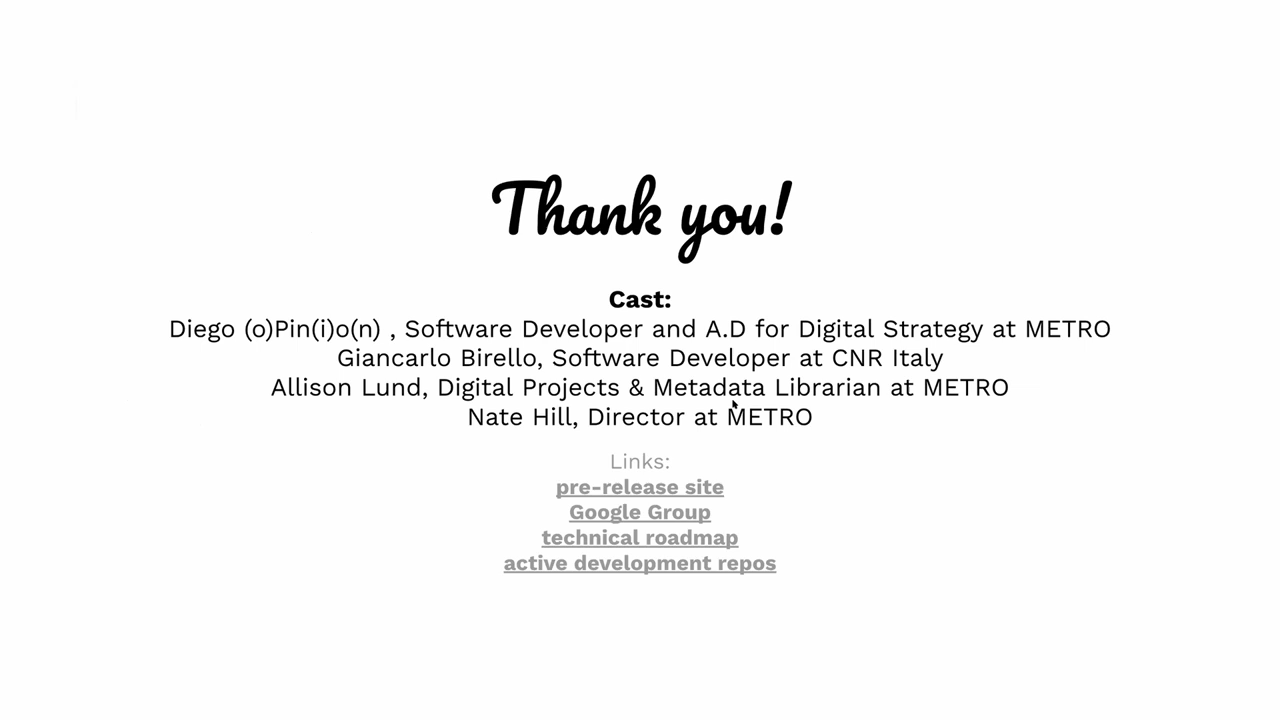 Thank you!
Cast:
Diego (o)Pin(i)o(n) , Software Developer and A.D for Digital Strategy at METRO
Giancarlo Birello, Software Developer at CNR Italy
Allison Lund, Digital Projects & Metadata Librarian at METRO
Nate Hill, Director at METRO
Links:
pre-release site
Google Group
technical roadmap
active development repos